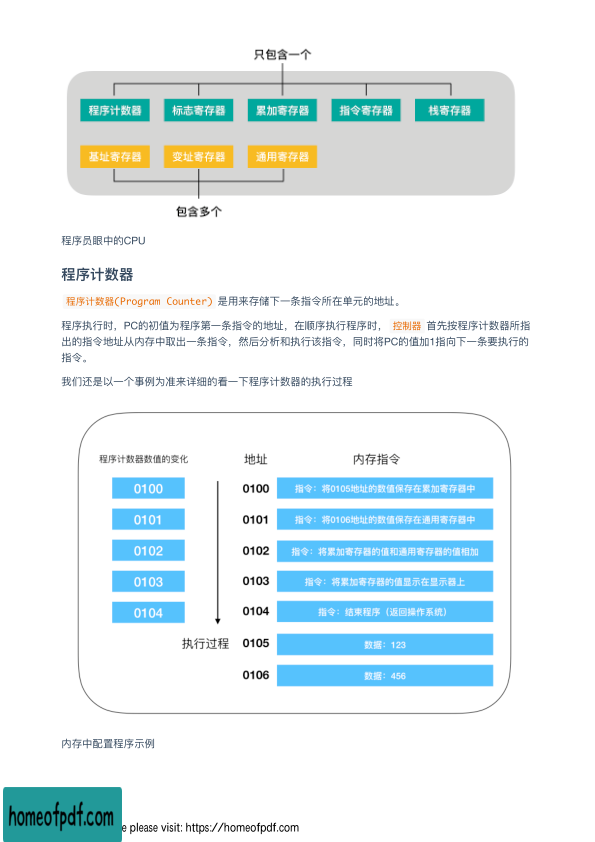 只包含一个
程序计数器 标志寄存器 累加寄存器 指令寄存器 栈寄存器
基址寄存器 变址寄存器 通用寄存器
包含多个
程序员眼中的CPU
程序计数器
程序计数器(Program Counter) 是用来存储下一条指令所在单元的地址。
程序执行时，PC的初值为程序第一条指令的地址，在顺序执行程序时， 控制器 首先按程序计数器所指
出的指令地址从内存中取出一条指令，然后分析和执行该指令，同时将PC的值加1指向下一条要执行的
指令。
我们还是以一个事例为准来详细的看一下程序计数器的执行过程
程序计数器数值的变化 地址 内存指令
0100 0100 指令：将0105地址的数值保存在累加寄存器中
0101 0101 指令：将0106地址的数值保存在通用寄存器中
0102 0102 指令：将累加寄存器的值和通用寄存器的值相加
0103 0103 指令：将累加寄存器的值显示在显示器上
0104 0104 指令：结束程序（返回操作系统）
执行过程 0105 数据：123
0106 数据：456
内存中配置程序示例
homeofpdf.com
e please visit: https://homeofpdf.com